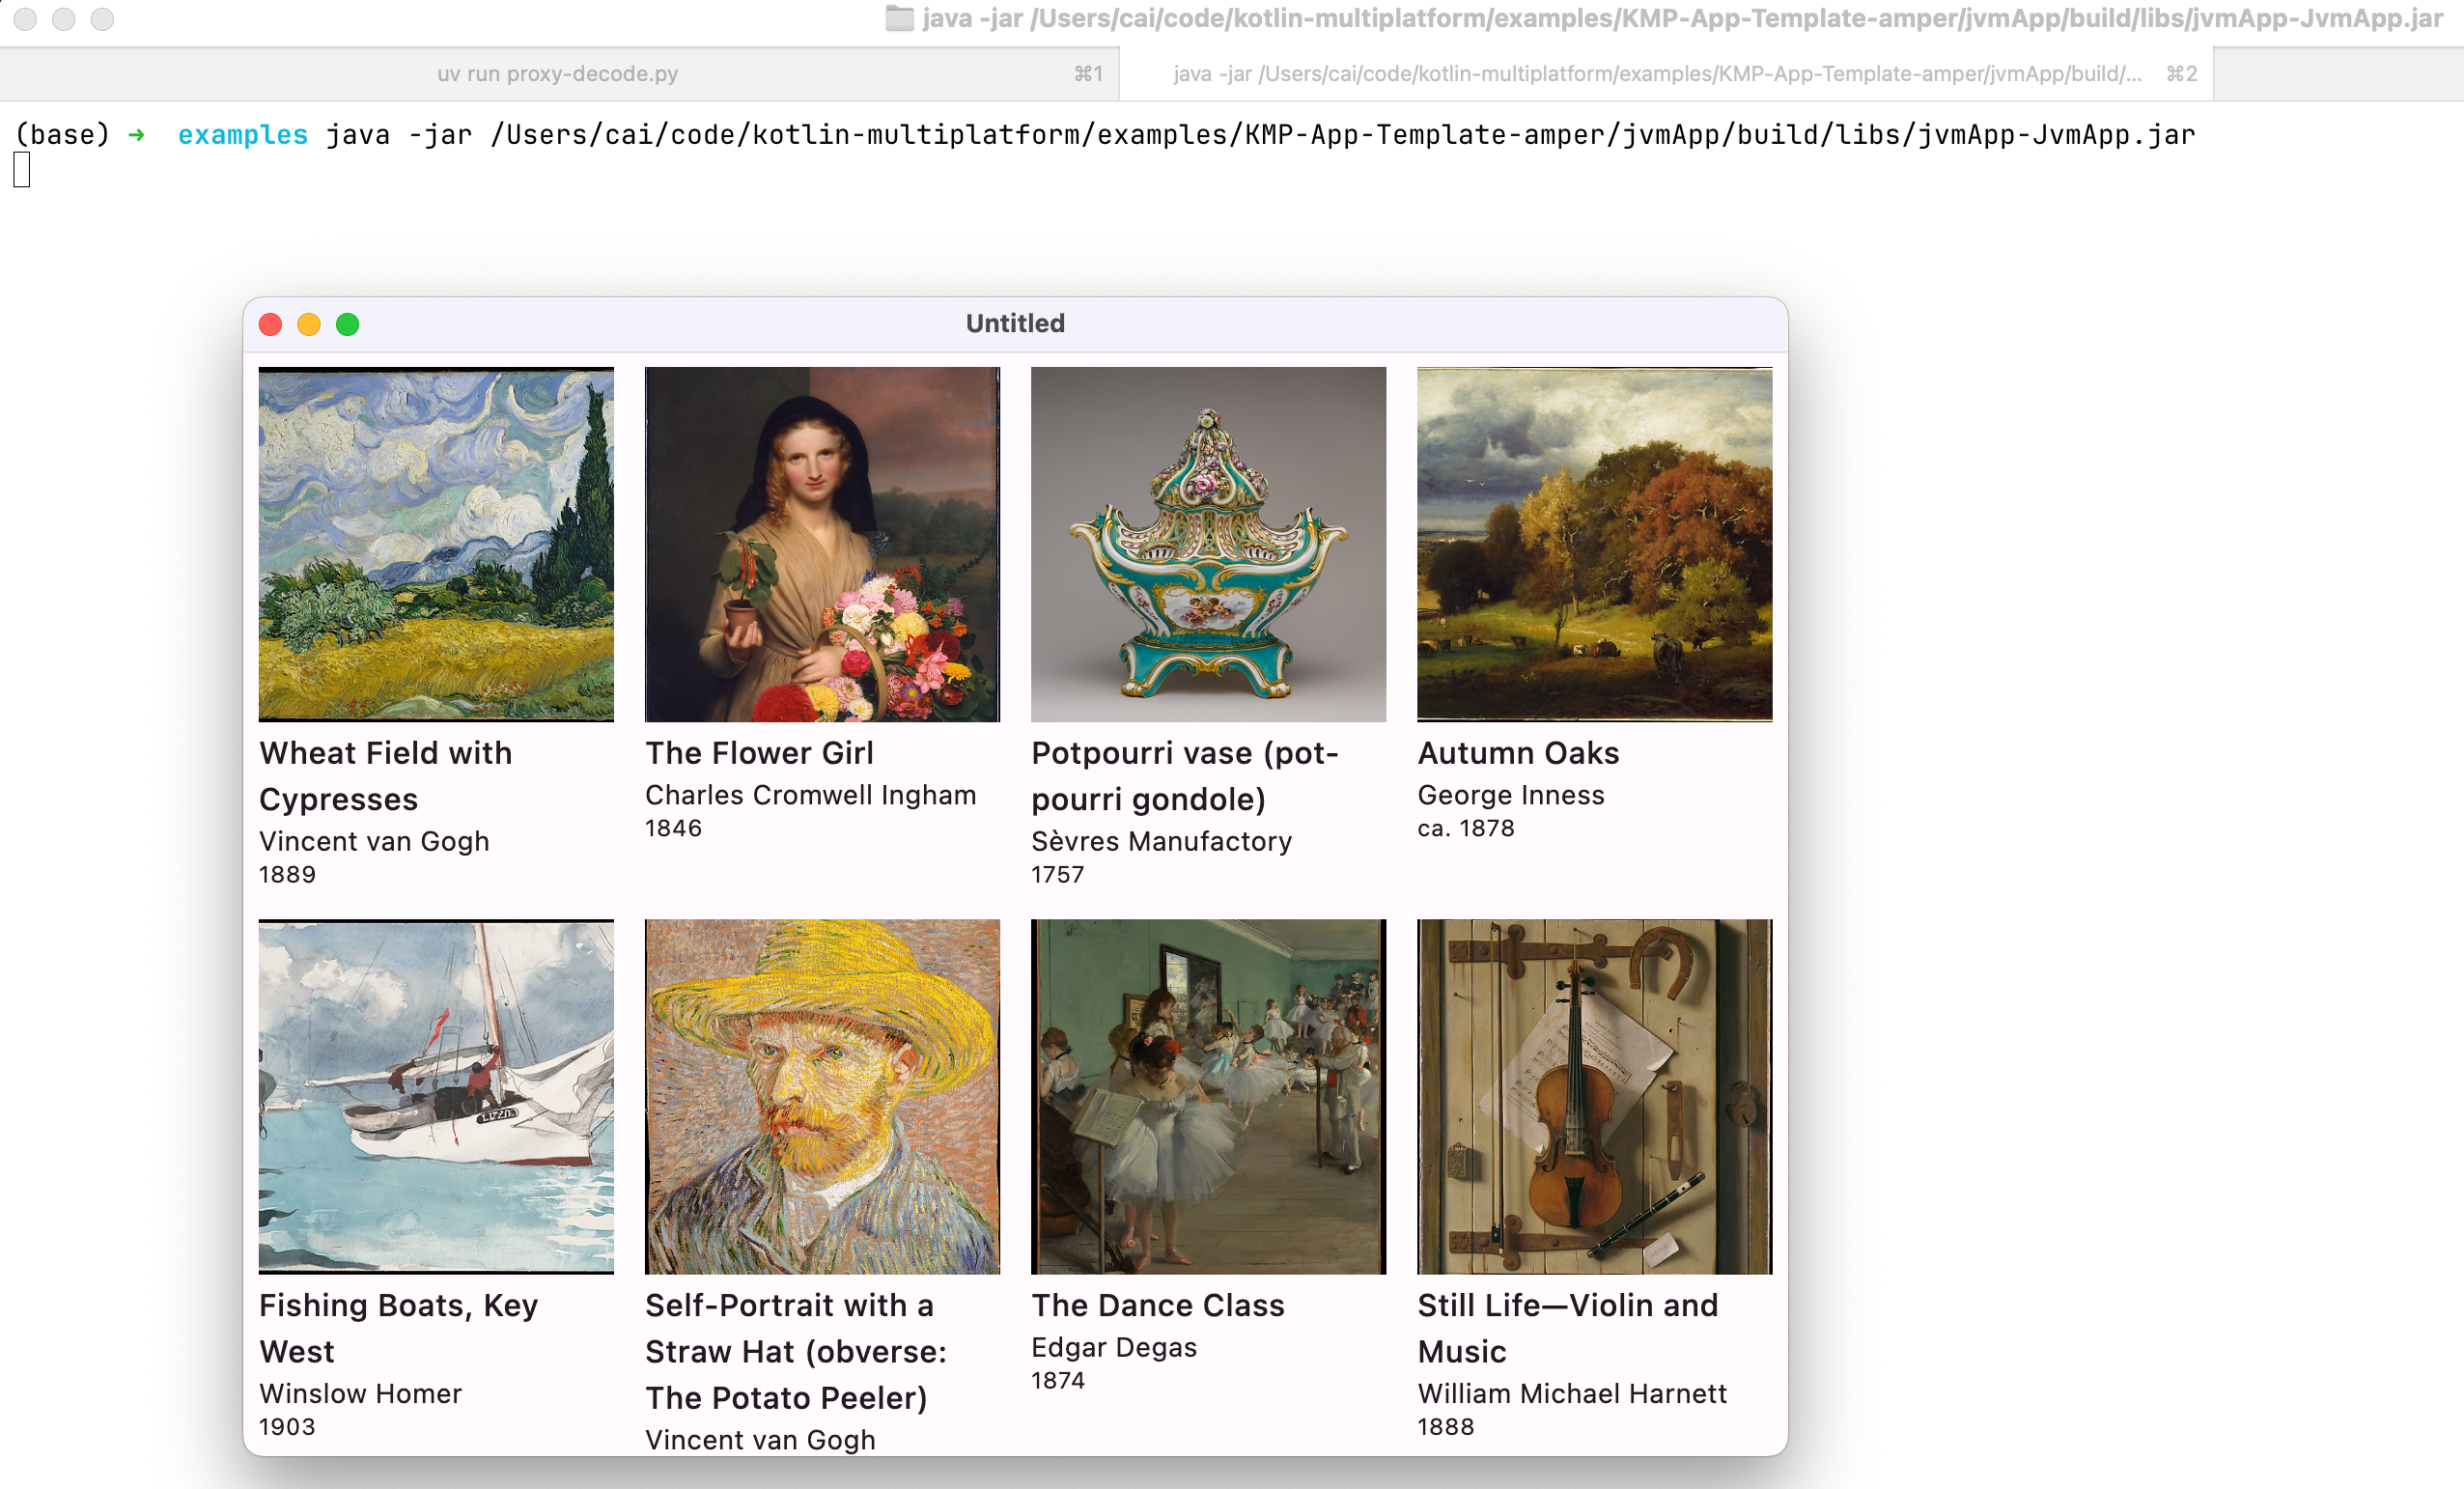 java -jar /Users/cai/code/kotlin-multiplatform/examples/KMP-App-Template-amper/jvmApp/build/libs/jvmApp-JvmApp.jar
uv run proxy-decode.py ⌘1
java -jar /Users/cai/code/kotlin-multiplatform/examples/KMP-App-Template-amper/jvmApp/build/... ⌘2
(base) ➜ examples java -jar /Users/cai/code/kotlin-multiplatform/examples/KMP-App-Template-amper/jvmApp/build/libs/jvmApp-JvmApp.jar
Untitled
Wheat Field with
Cypresses
Vincent van Gogh
1889
The Flower Girl
Charles Cromwell Ingham
1846
Potpourri vase (pot-
pourri gondole)
Sèvres Manufactory
1757
Autumn Oaks
George Inness
ca. 1878
Fishing Boats, Key
West
Winslow Homer
1903
Self-Portrait with a
Straw Hat (obverse:
The Potato Peeler)
Vincent van Gogh
The Dance Class
Edgar Degas
1874
Still Life—Violin and
Music
William Michael Harnett
1888